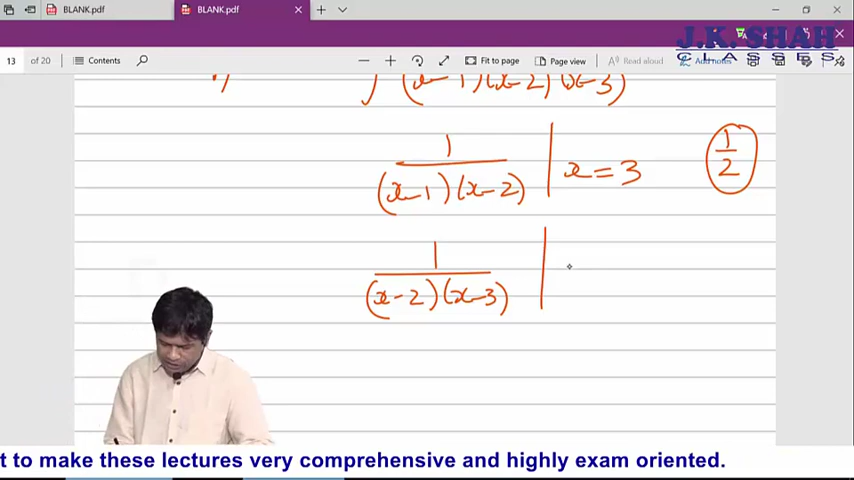 BLANK.pdf
BLANK.pdf
J.K. SHAH
CLASSES
13 of 20
Contents
Fit to page
Page view
Read aloud
Add notes
∫ (x-1)(x-2)(x-3)
1
(x-1)(x-2)
x=3
1
2
1
(x-2)(x-3)
t to make these lectures very comprehensive and highly exam oriented.